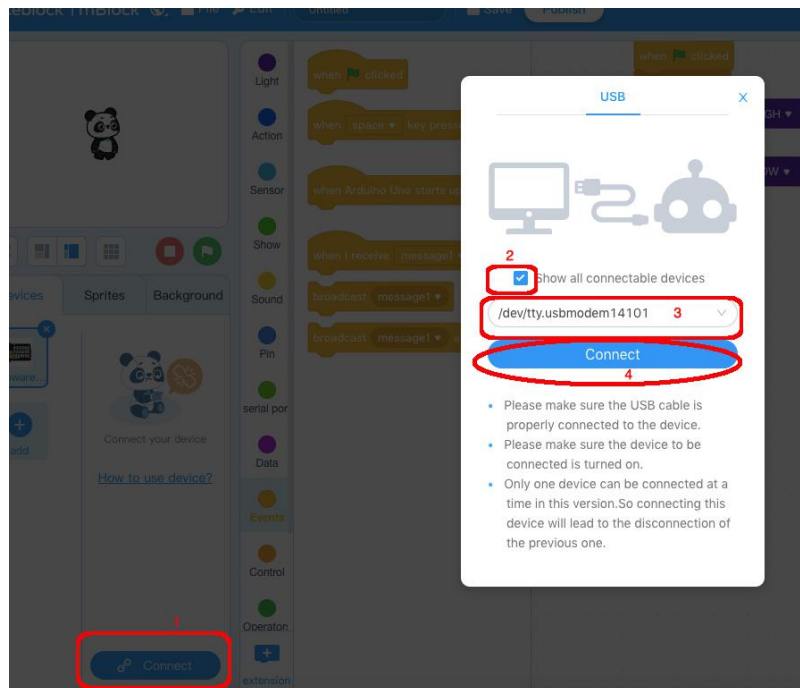 File
Edit
Untitled
Save
Publish
Light
Action
Sensor
Show
Sound
Pin
serial por
Data
Events
Control
Operators
extension
when clicked
when space key pressed
when Arduino Uno starts up
when I receive message1
broadcast message1
broadcast message1
when clicked
GH
OW
Sprites
Background
add
Connect your device
How to use device?
1
Connect
USB
X
2
Show all connectable devices
/dev/tty.usbmodem14101
3
Connect
4
• Please make sure the USB cable is
properly connected to the device.
• Please make sure the device to be
connected is turned on.
• Only one device can be connected at a
time in this version.So connecting this
device will lead to the disconnection of
the previous one.